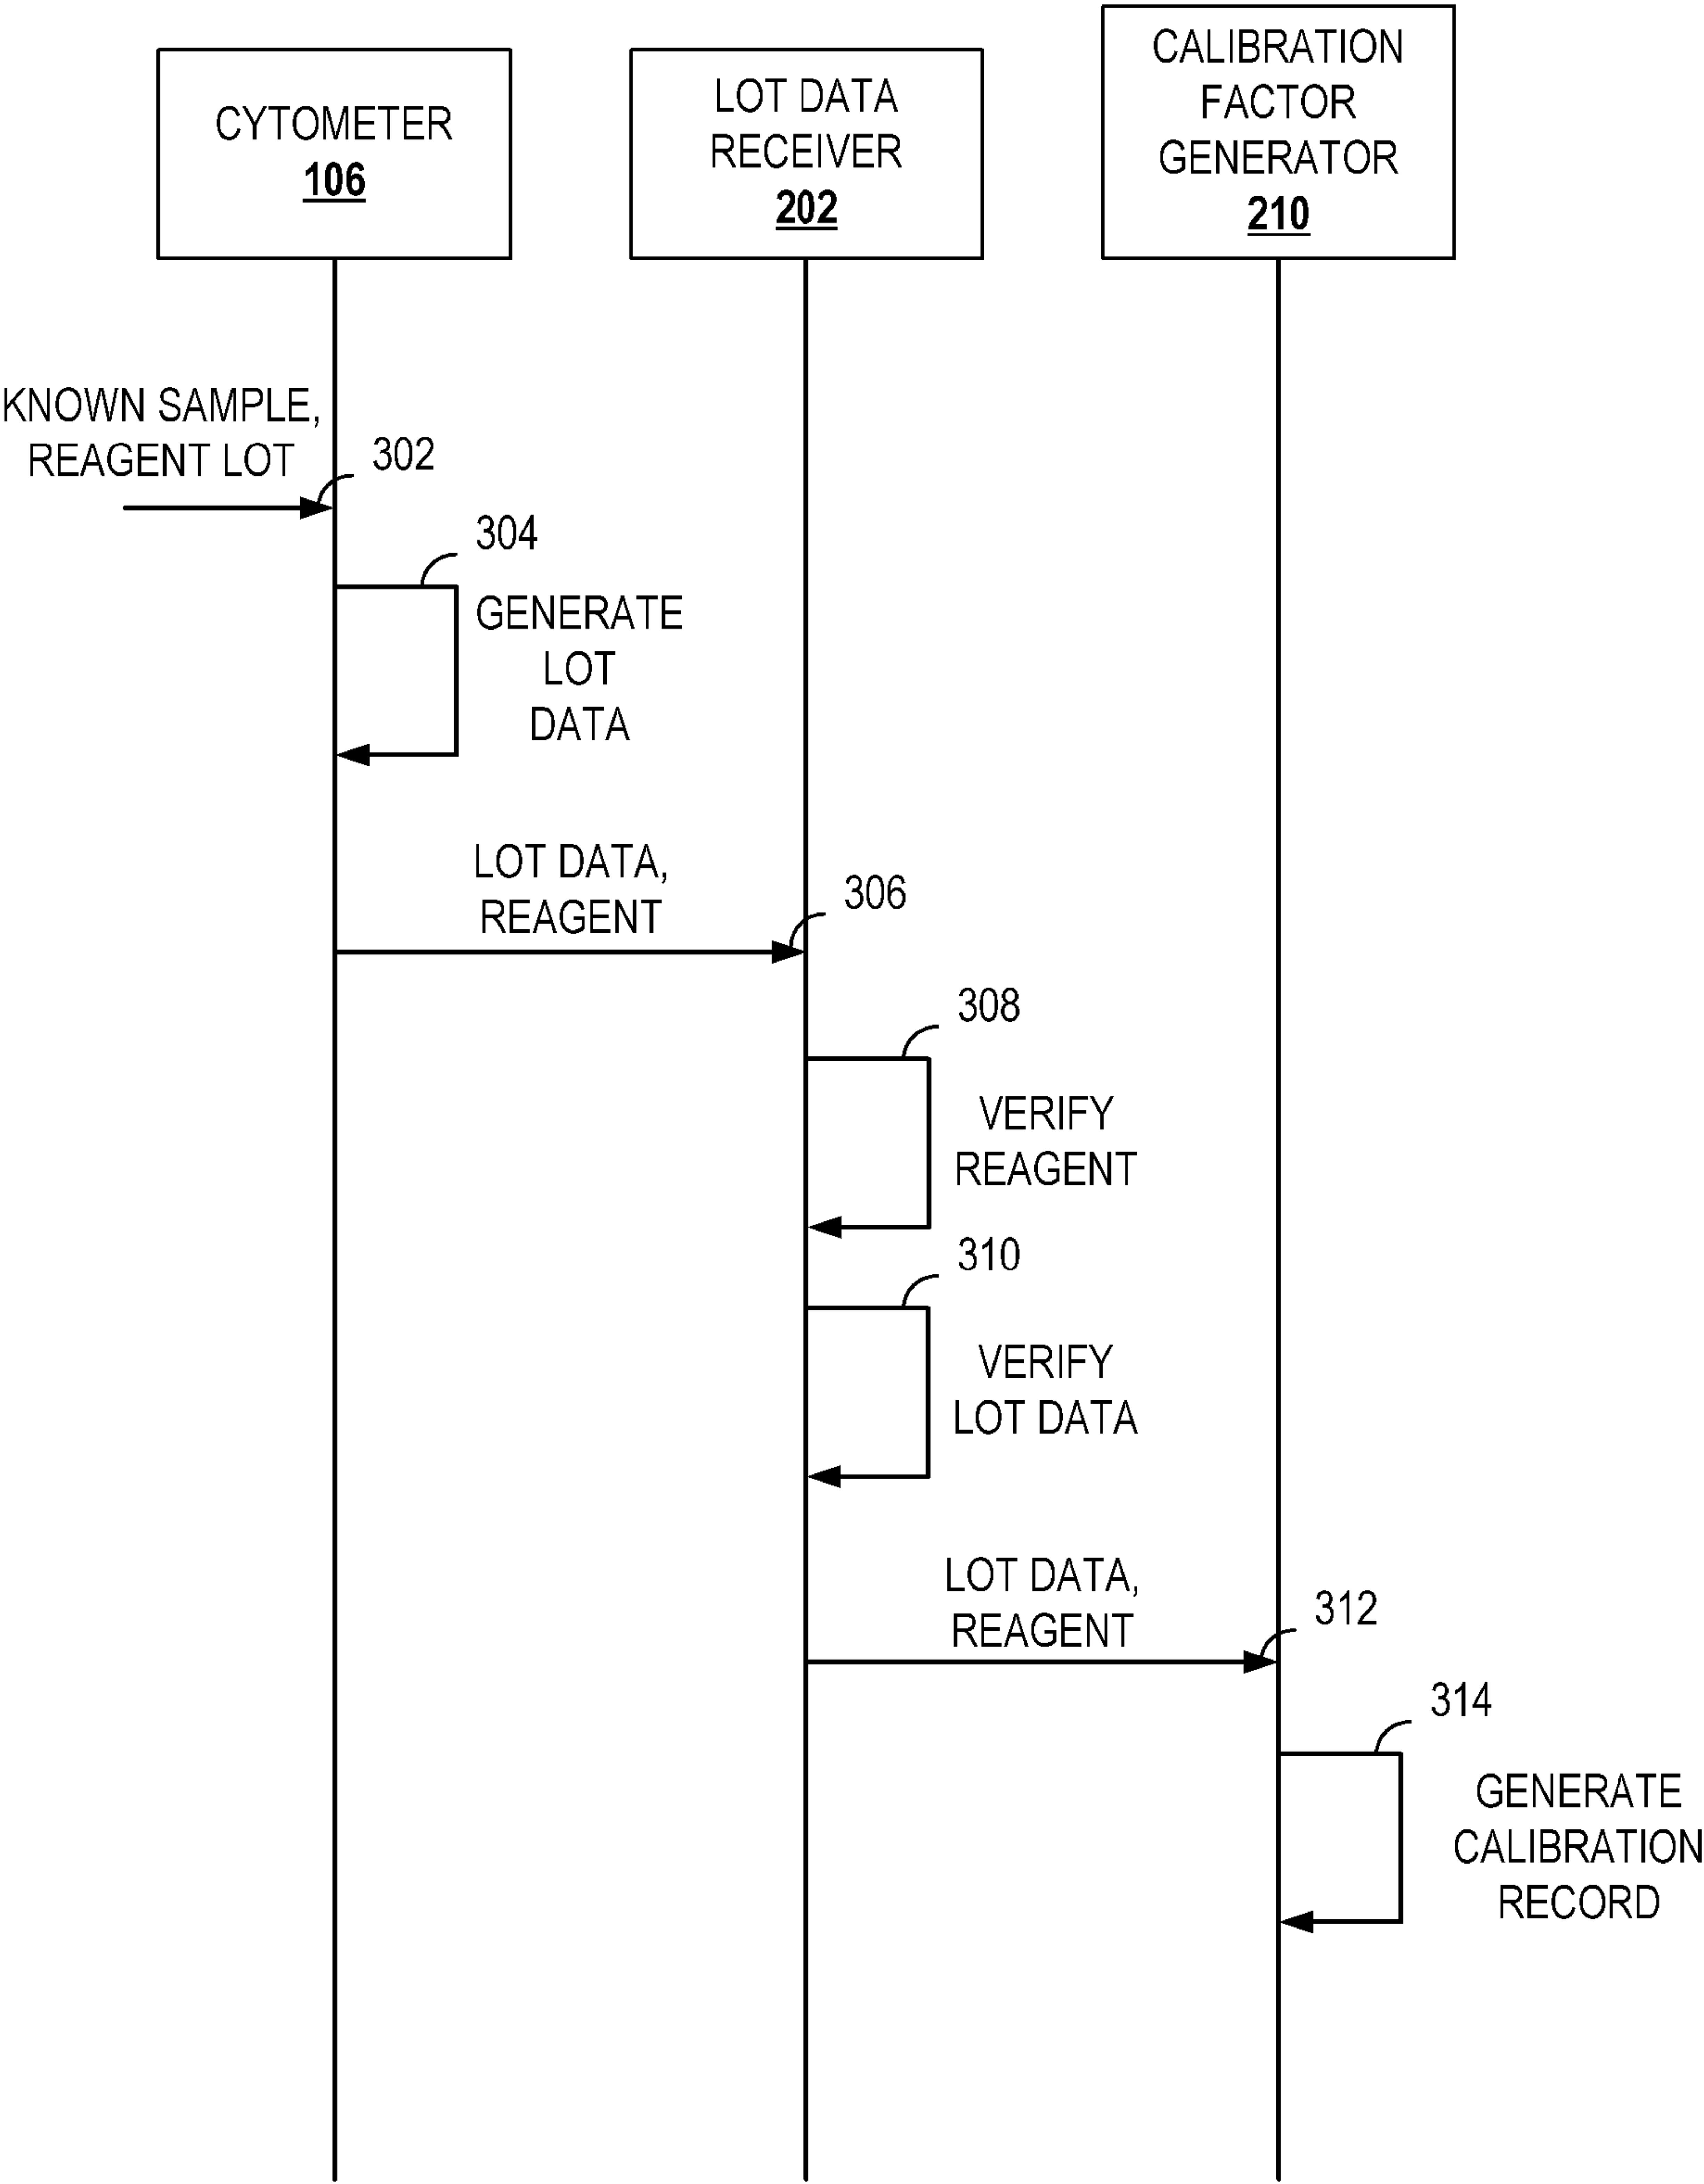 CYTOMETER
106
LOT DATA
RECEIVER
202
CALIBRATION
FACTOR
GENERATOR
210
KNOWN SAMPLE,
REAGENT LOT
302
304
GENERATE
LOT
DATA
LOT DATA,
REAGENT
306
308
VERIFY
REAGENT
310
VERIFY
LOT DATA
LOT DATA,
REAGENT
312
314
GENERATE
CALIBRATION
RECORD